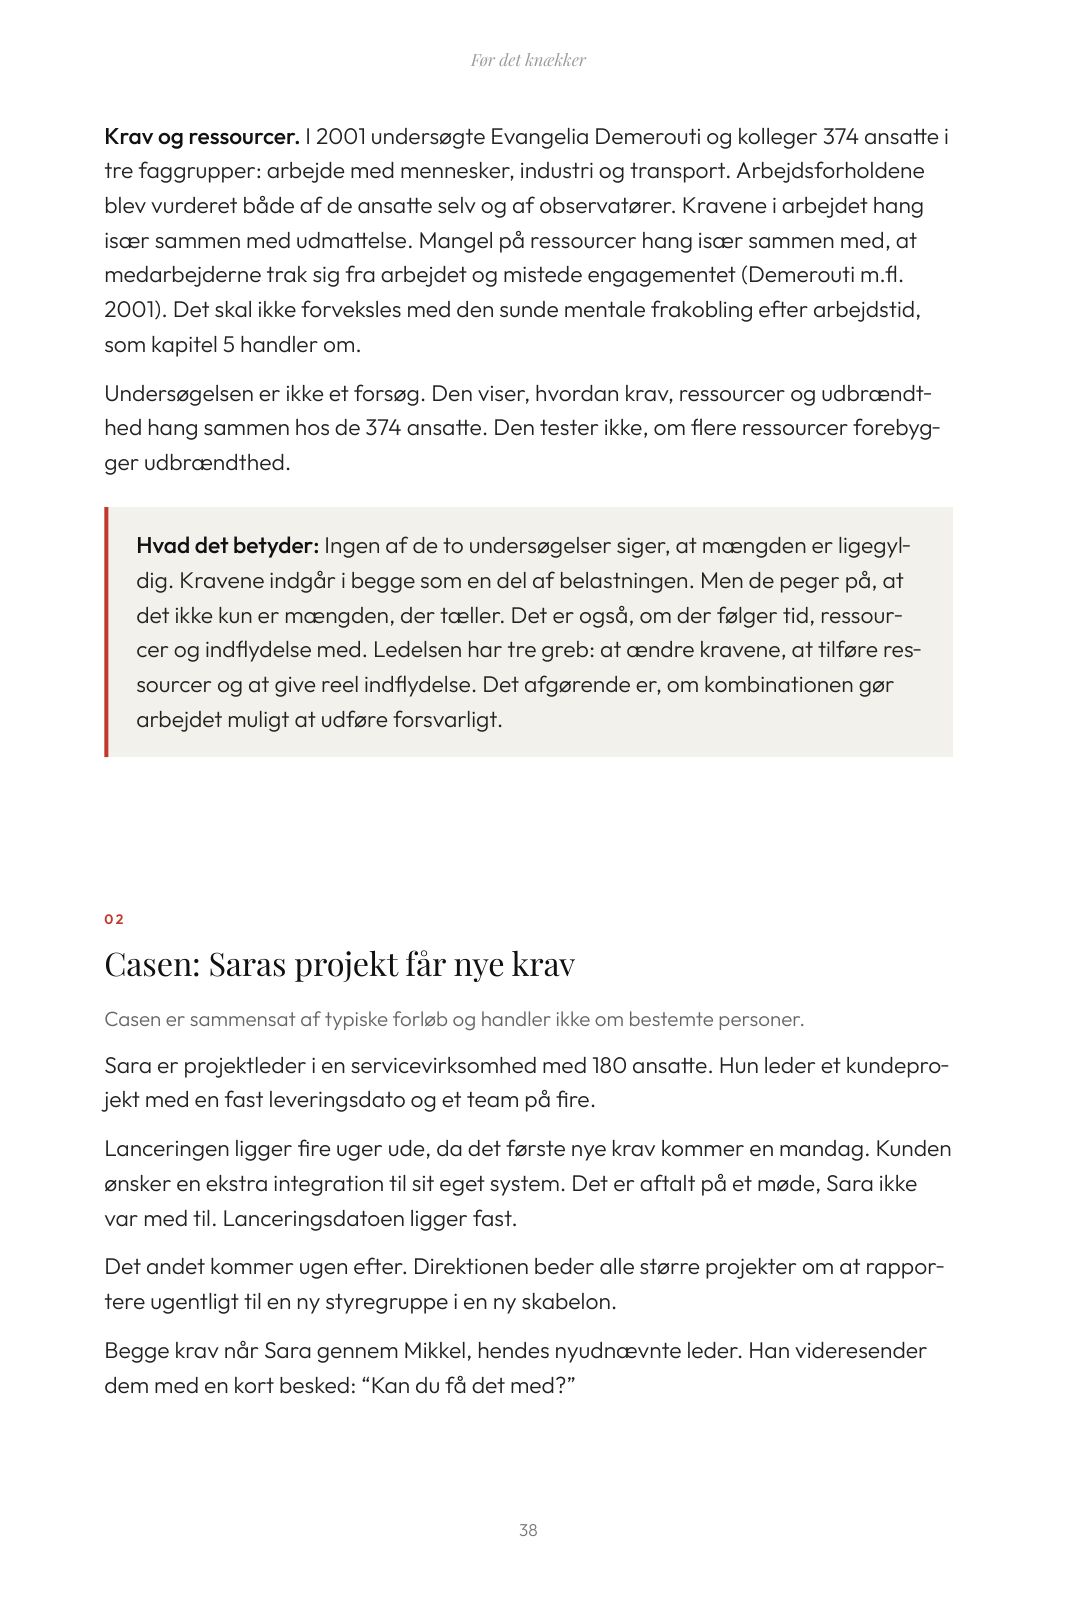 Før det knækker
Krav og ressourcer. I 2001 undersøgte Evangelia Demerouti og kolleger 374 ansatte i
tre faggrupper: arbejde med mennesker, industri og transport. Arbejdsforholdene
blev vurderet både af de ansatte selv og af observatører. Kravene i arbejdet hang
især sammen med udmattelse. Mangel på ressourcer hang især sammen med, at
medarbejderne trak sig fra arbejdet og mistede engagementet (Demerouti m.fl.
2001). Det skal ikke forveksles med den sunde mentale frakobling efter arbejdstid,
som kapitel 5 handler om.
Undersøgelsen er ikke et forsøg. Den viser, hvordan krav, ressourcer og udbrændt-
hed hang sammen hos de 374 ansatte. Den tester ikke, om flere ressourcer forebyg-
ger udbrændthed.
Hvad det betyder: Ingen af de to undersøgelser siger, at mængden er ligegyl-
dig. Kravene indgår i begge som en del af belastningen. Men de peger på, at
det ikke kun er mængden, der tæller. Det er også, om der følger tid, ressour-
cer og indflydelse med. Ledelsen har tre greb: at ændre kravene, at tilføre res-
sourcer og at give reel indflydelse. Det afgørende er, om kombinationen gør
arbejdet muligt at udføre forsvarligt.
02
Casen: Saras projekt får nye krav
Casen er sammensat af typiske forløb og handler ikke om bestemte personer.
Sara er projektleder i en servicevirksomhed med 180 ansatte. Hun leder et kundepro-
jekt med en fast leveringsdato og et team på fire.
Lanceringen ligger fire uger ude, da det første nye krav kommer en mandag. Kunden
ønsker en ekstra integration til sit eget system. Det er aftalt på et møde, Sara ikke
var med til. Lanceringsdatoen ligger fast.
Det andet kommer ugen efter. Direktionen beder alle større projekter om at rappor-
tere ugentligt til en ny styregruppe i en ny skabelon.
Begge krav når Sara gennem Mikkel, hendes nyudnævnte leder. Han videresender
dem med en kort besked: “Kan du få det med?”
38